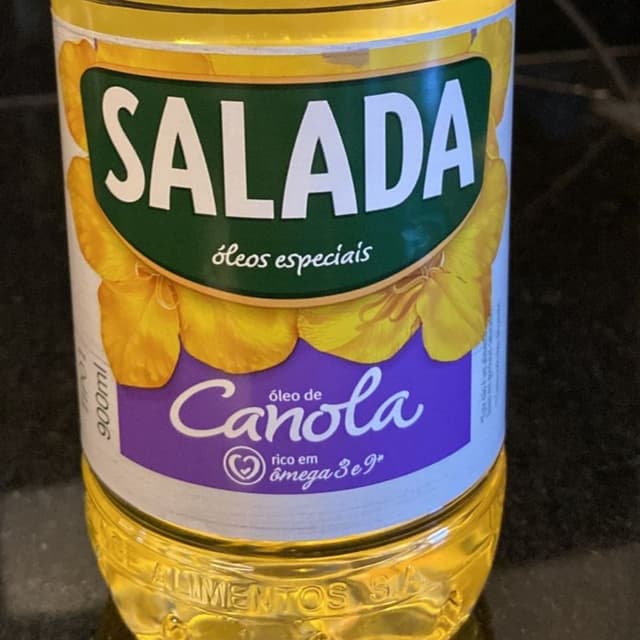 SALADA
óleos especiais
óleo de
Canola
rico em
ômega 3 e 9*
900ml
ALIMENTOS S/A